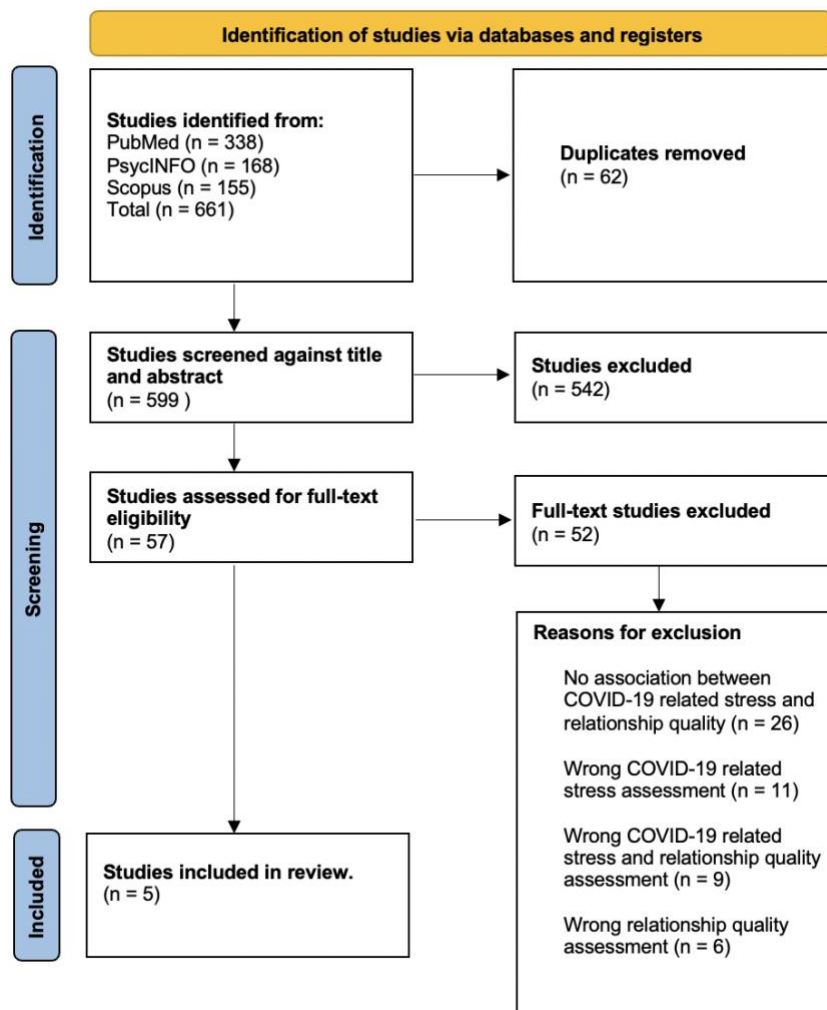 Identification of studies via databases and registers
Identification
Studies identified from:
PubMed (n = 338)
PsycINFO (n = 168)
Scopus (n = 155)
Total (n = 661)
Duplicates removed
(n = 62)
Screening
Studies screened against title
and abstract
(n = 599 )
Studies excluded
(n = 542)
Studies assessed for full-text
eligibility
(n = 57)
Full-text studies excluded
(n = 52)
Reasons for exclusion
No association between
COVID-19 related stress and
relationship quality (n = 26)
Wrong COVID-19 related
stress assessment (n = 11)
Wrong COVID-19 related
stress and relationship quality
assessment (n = 9)
Wrong relationship quality
assessment (n = 6)
Included
Studies included in review.
(n = 5)